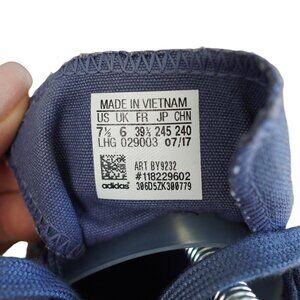 MADE IN VIETNAM
US UK FR JP CHN
7½ 6 39⅓ 245 240
LHG 029003 07/17
ART BY9232
#118229602
adidas 306D5ZK300779